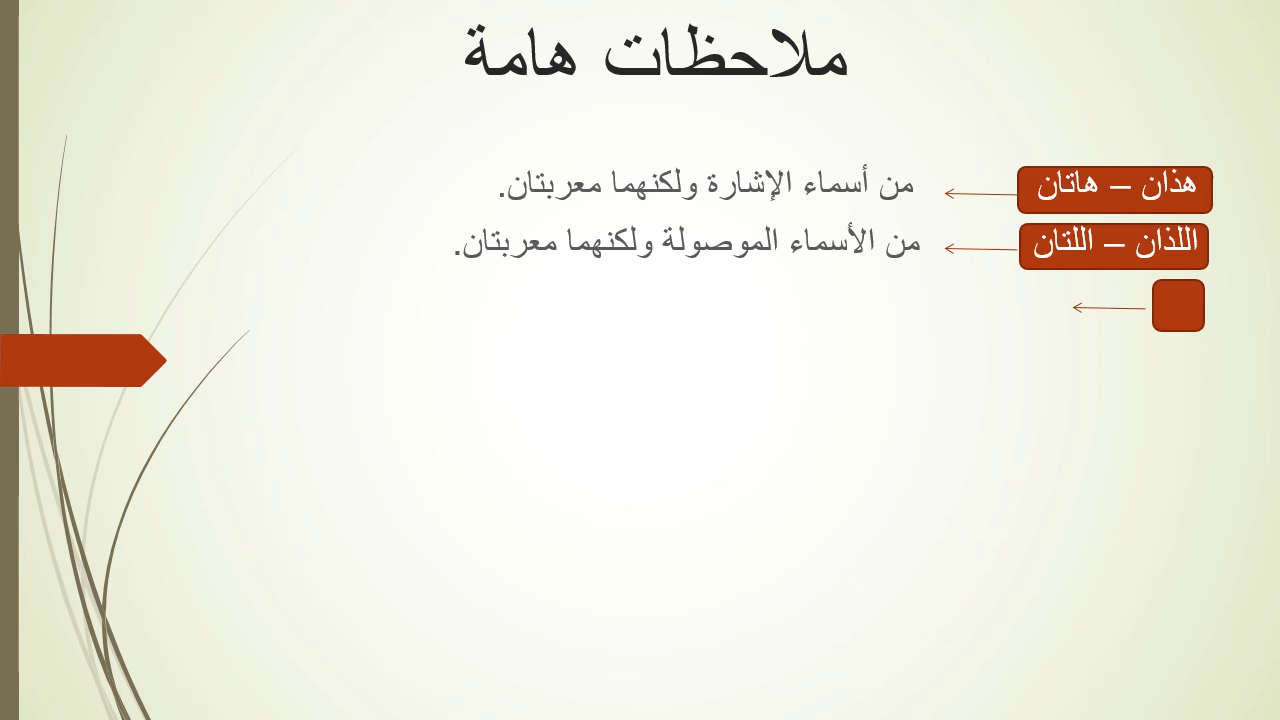 ملاحظات هامة
هذان – هاتان من أسماء الإشارة ولكنهما معربتان.
اللذان – اللتان من الأسماء الموصولة ولكنهما معربتان.